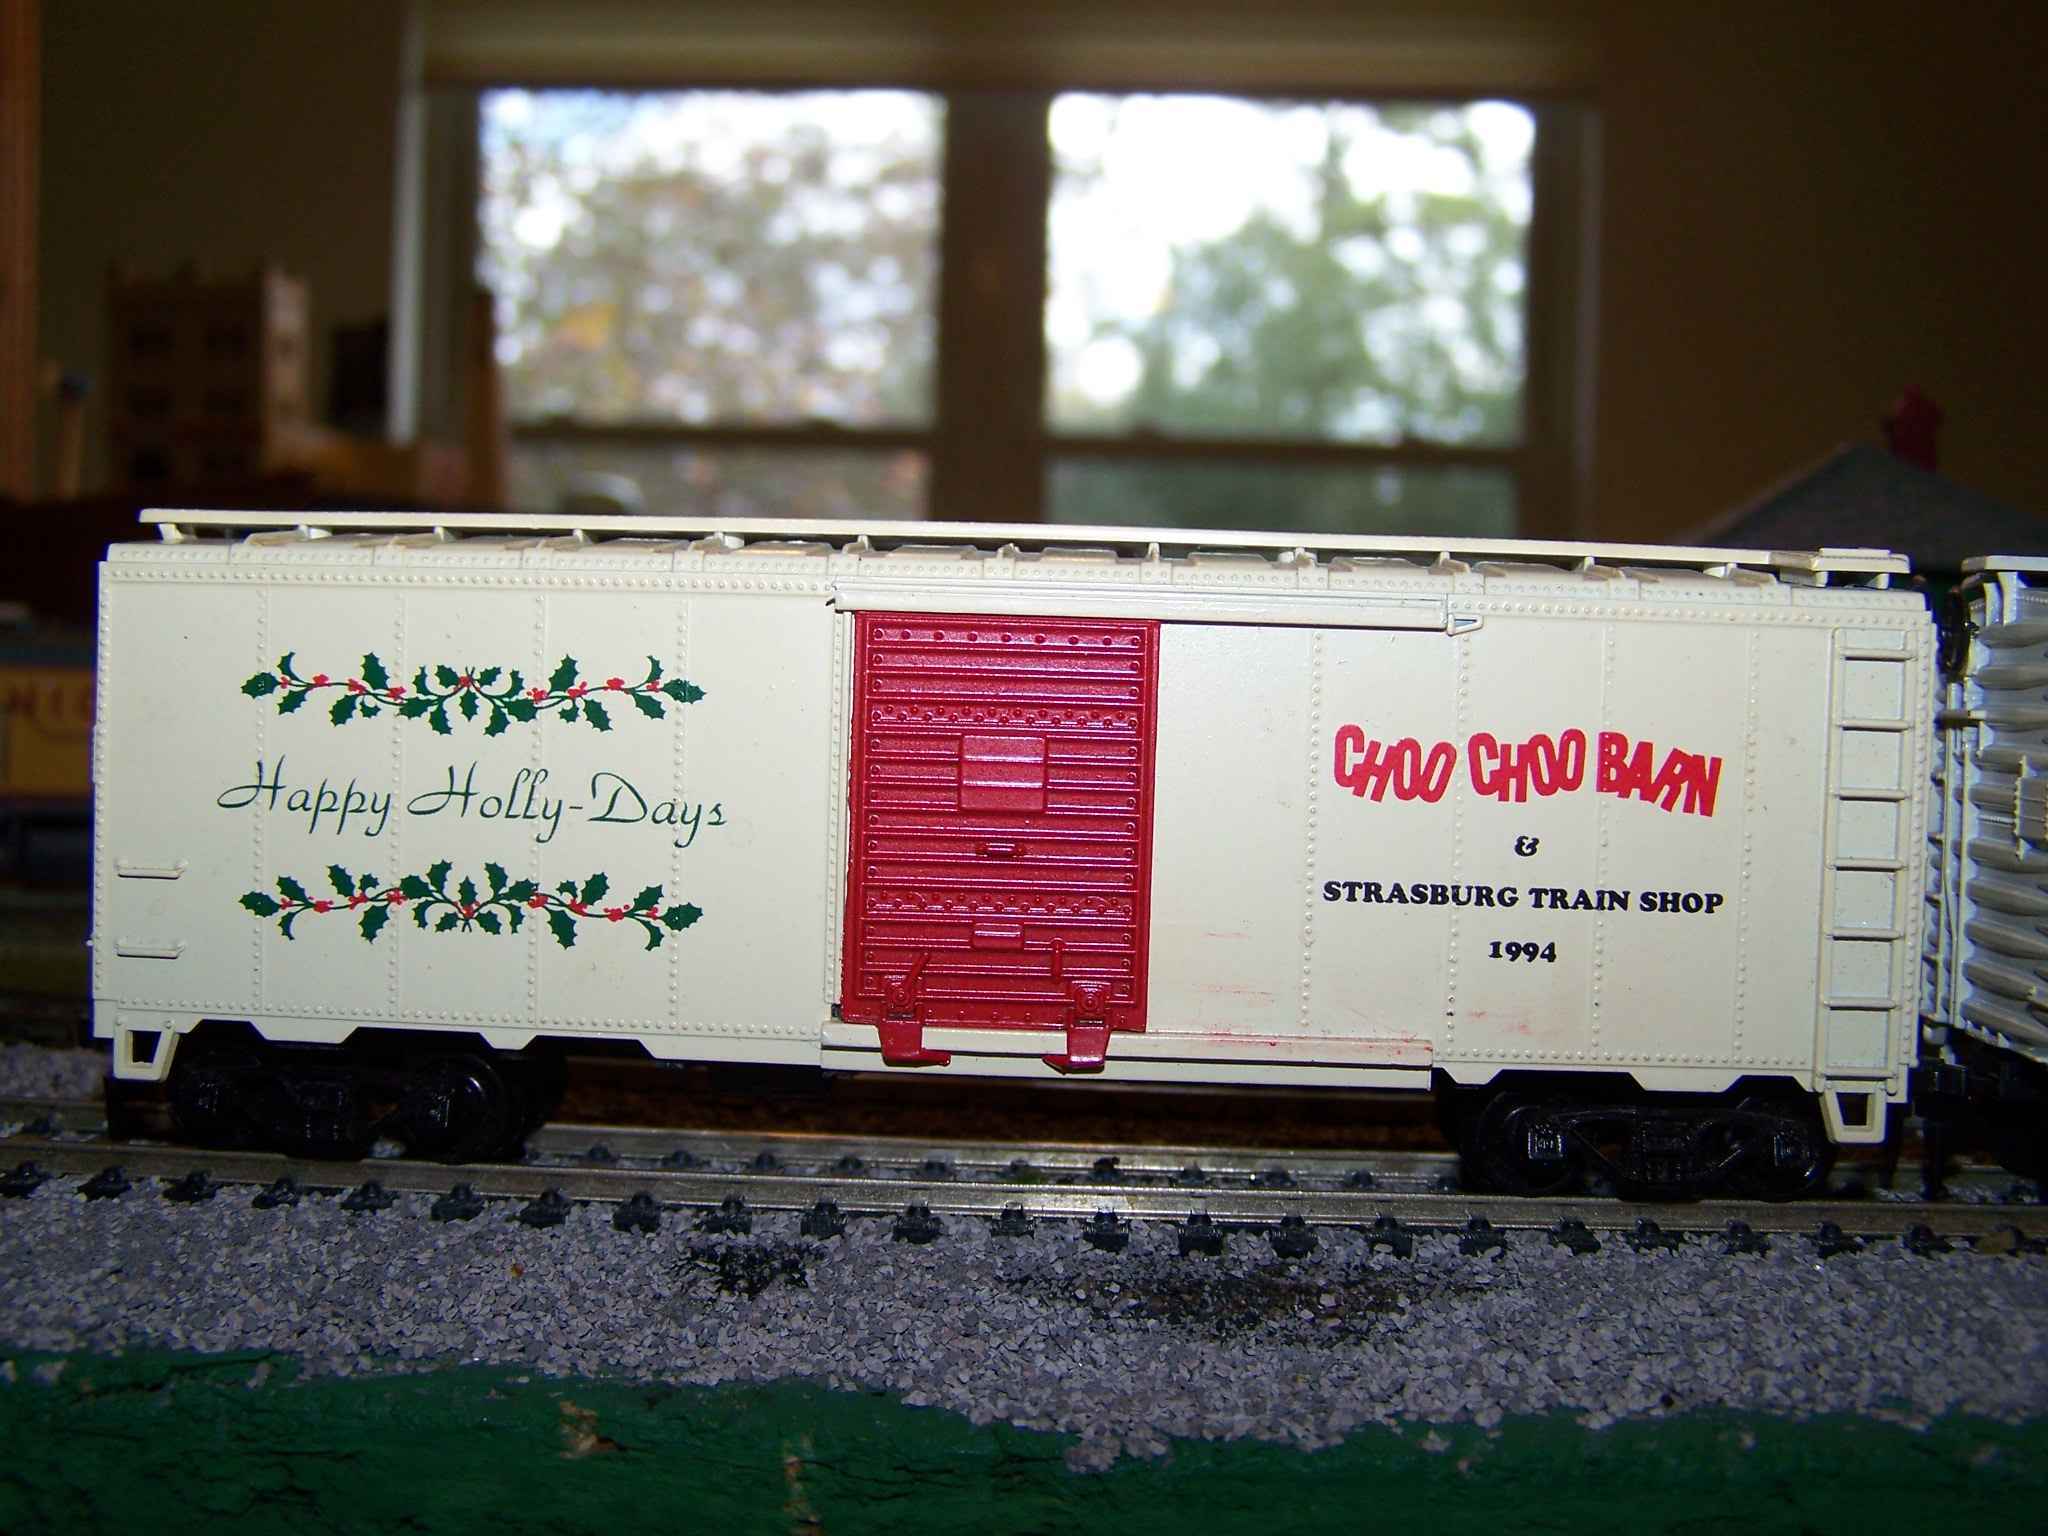 Happy Holly-Days
CHOO CHOO BARN
&
STRASBURG TRAIN SHOP
1994